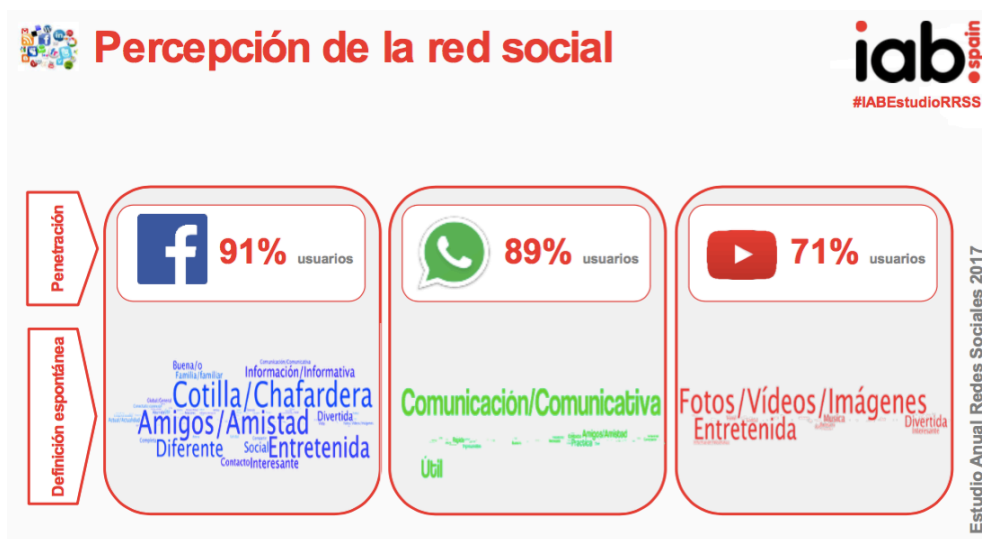 Percepción de la red social
iab.spain
#IABEstudioRRSS
Penetración
91% usuarios
89% usuarios
71% usuarios
Definición espontánea
Buena/o
Comunicación/Comunicativa
Familia/familiar
Información/Informativa
Cotilla/Chafardera
Amigos/Amistad
Divertida
Diferente
Social
Entretenida
Contacto
Interesante
Comunicación/Comunicativa
Amigos/Amistad
Práctica
Útil
Fotos/Vídeos/Imágenes
Música
Entretenida
Divertida
Interesante
Estudio Anual Redes Sociales 2017